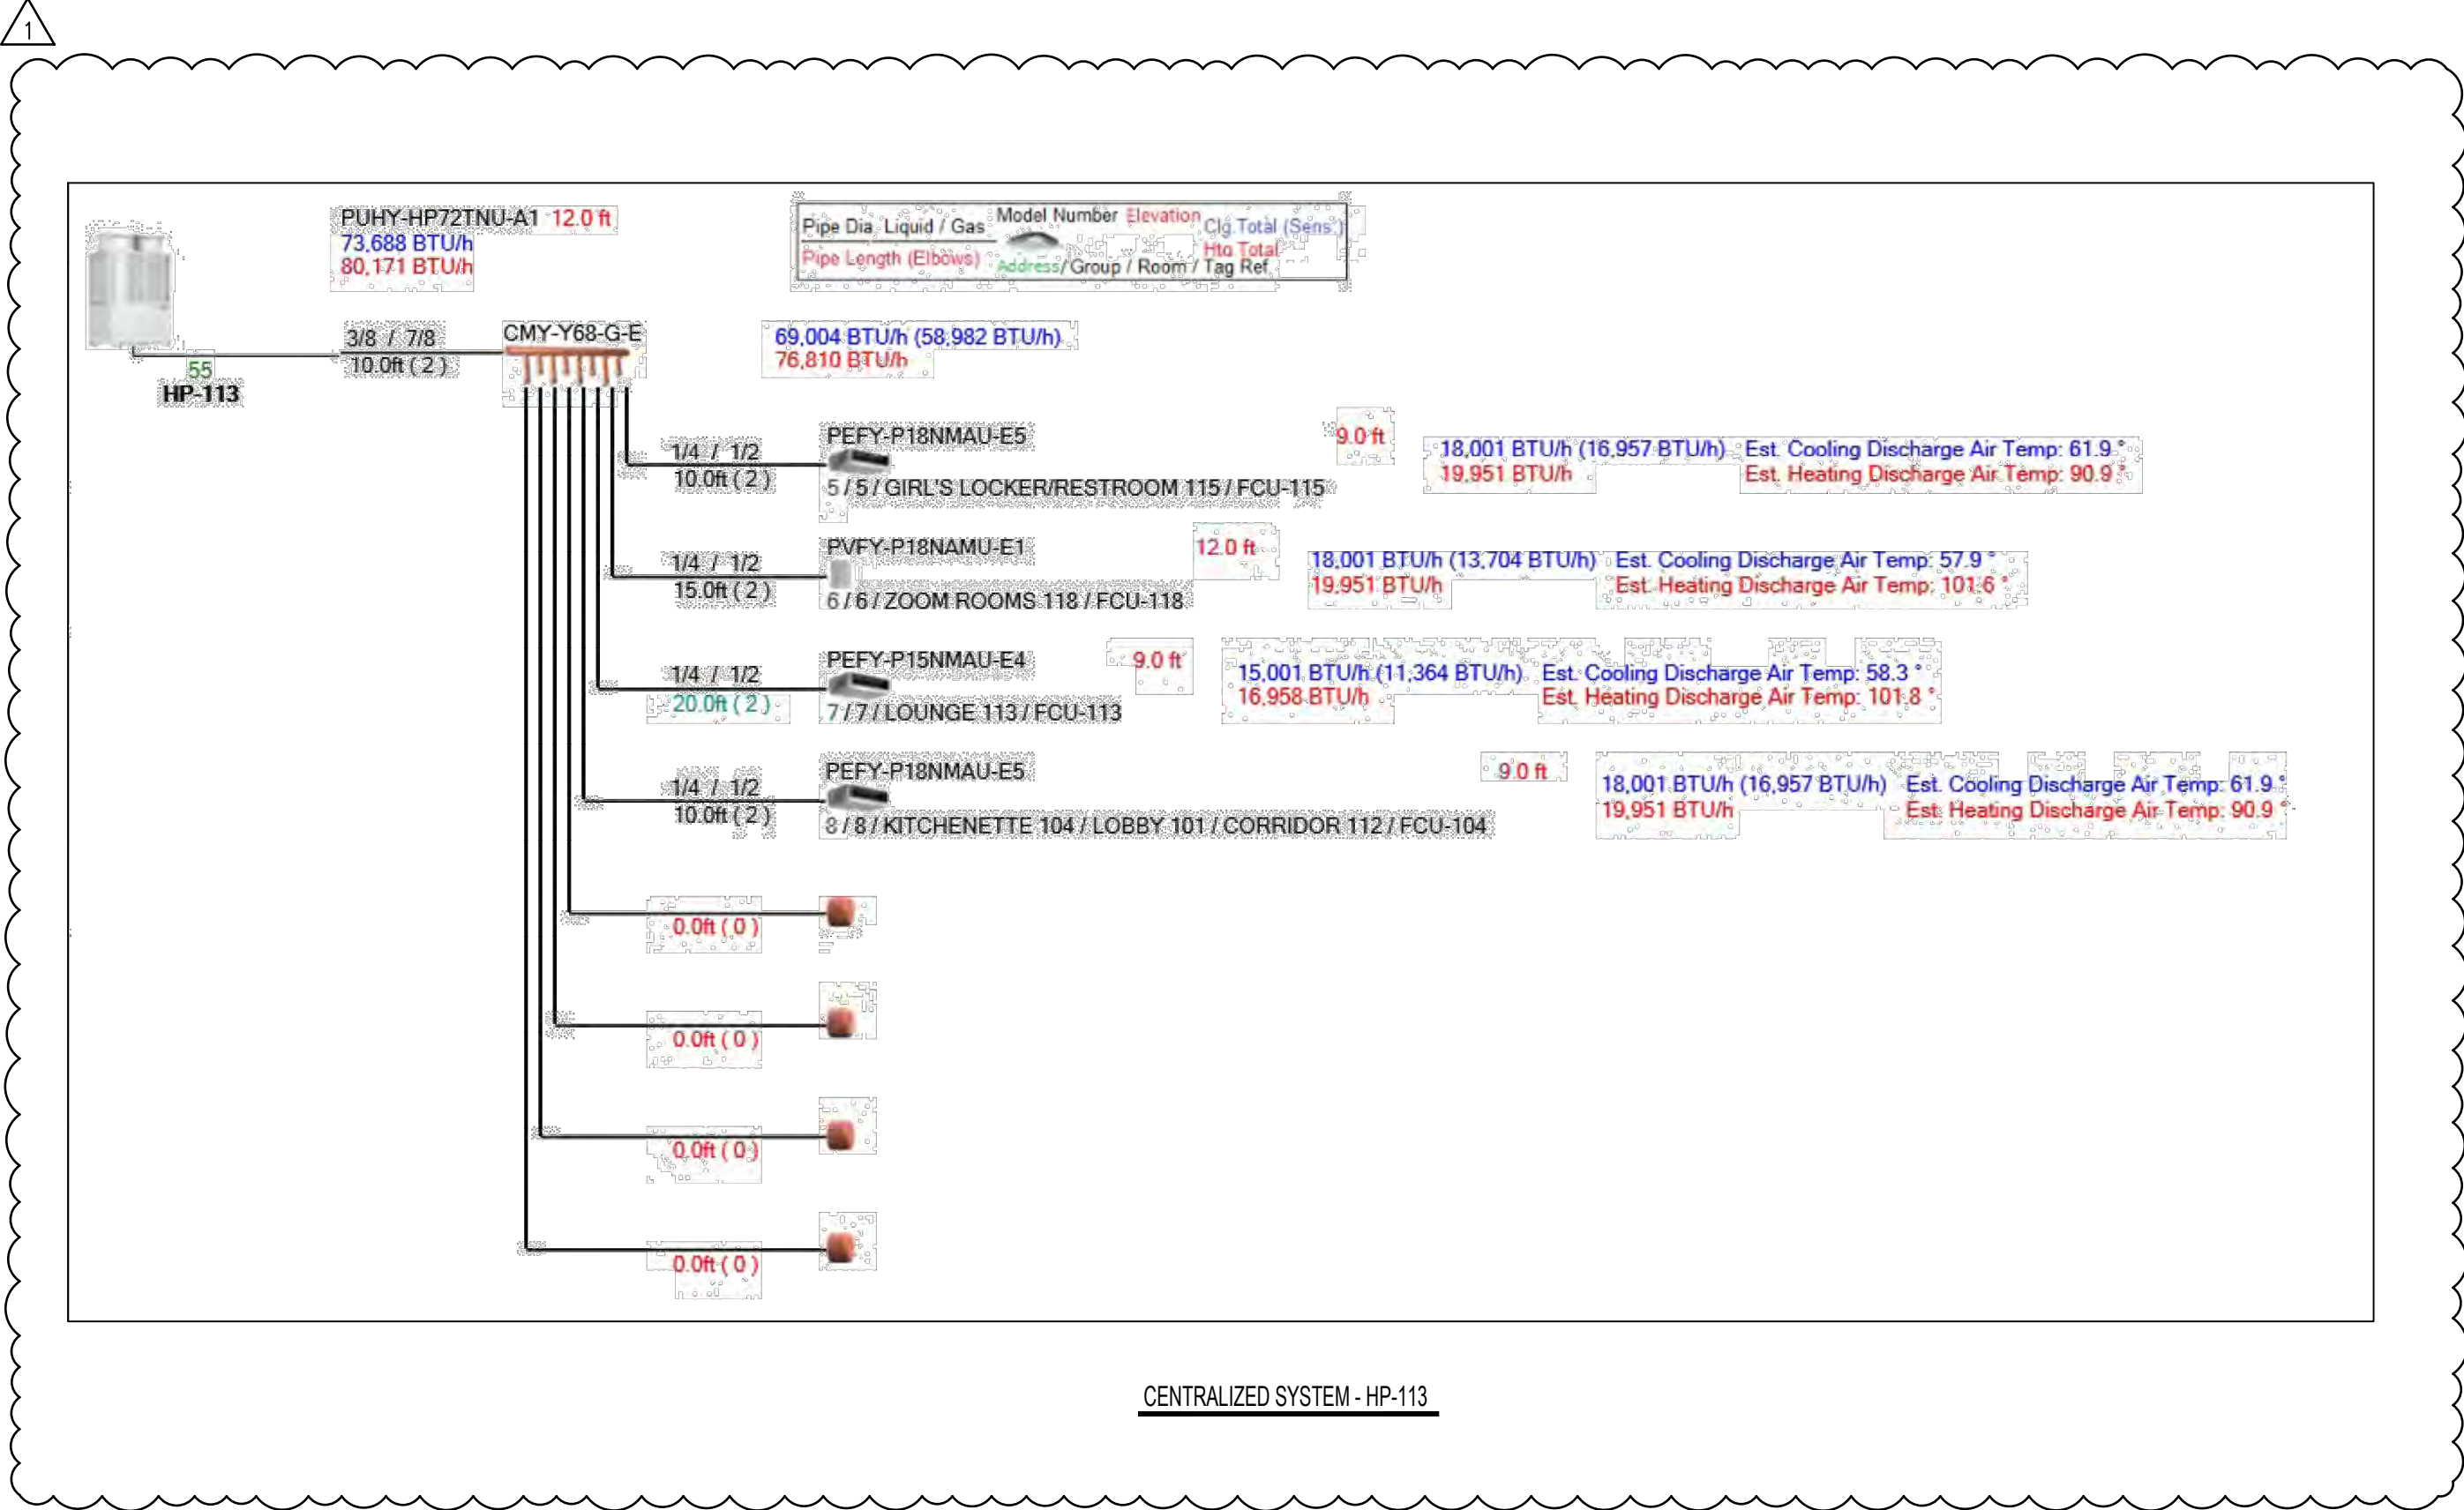 1
PUHY-HP72TNU-A1 12.0 ft
73,688 BTU/h
80,171 BTU/h
Pipe Dia. Liquid / Gas
Pipe Length (Elbows)
Model Number Elevation
Clg.Total (Sens.)
Htg Total
Address / Group / Room / Tag Ref
3/8 / 7/8
10.0ft ( 2 )
55
HP-113
CMY-Y68-G-E
69,004 BTU/h (58,982 BTU/h)
76,810 BTU/h
1/4 / 1/2
10.0ft ( 2 )
PEFY-P18NMAU-E5
5 / 5 / GIRL'S LOCKER/RESTROOM 115 / FCU-115
9.0 ft
18,001 BTU/h (16,957 BTU/h) Est. Cooling Discharge Air Temp: 61.9 °
19,951 BTU/h Est. Heating Discharge Air Temp: 90.9 °
1/4 / 1/2
15.0ft ( 2 )
PVFY-P18NAMU-E1
6 / 6 / ZOOM ROOMS 118 / FCU-118
12.0 ft
18,001 BTU/h (13,704 BTU/h) Est. Cooling Discharge Air Temp: 57.9 °
19,951 BTU/h Est. Heating Discharge Air Temp: 101.6 °
1/4 / 1/2
20.0ft ( 2 )
PEFY-P15NMAU-E4
7 / 7 / LOUNGE 113 / FCU-113
9.0 ft
15,001 BTU/h (11,364 BTU/h) Est. Cooling Discharge Air Temp: 58.3 °
16,958 BTU/h Est. Heating Discharge Air Temp: 101.8 °
1/4 / 1/2
10.0ft ( 2 )
PEFY-P18NMAU-E5
8 / 8 / KITCHENETTE 104 / LOBBY 101 / CORRIDOR 112 / FCU-104
9.0 ft
18,001 BTU/h (16,957 BTU/h) Est. Cooling Discharge Air Temp: 61.9 °
19,951 BTU/h Est. Heating Discharge Air Temp: 90.9 °
0.0ft ( 0 )
0.0ft ( 0 )
0.0ft ( 0 )
0.0ft ( 0 )
CENTRALIZED SYSTEM - HP-113